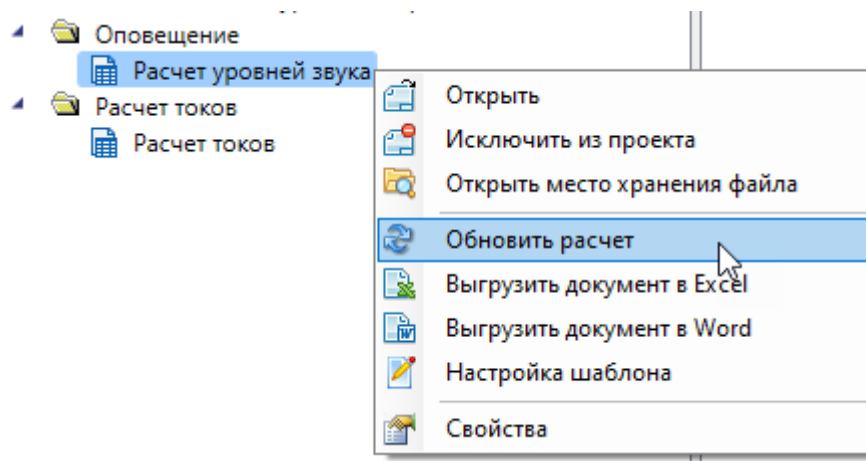 Оповещение
Расчет уровней звука
Расчет токов
Расчет токов
Открыть
Исключить из проекта
Открыть место хранения файла
Обновить расчет
Выгрузить документ в Excel
Выгрузить документ в Word
Настройка шаблона
Свойства